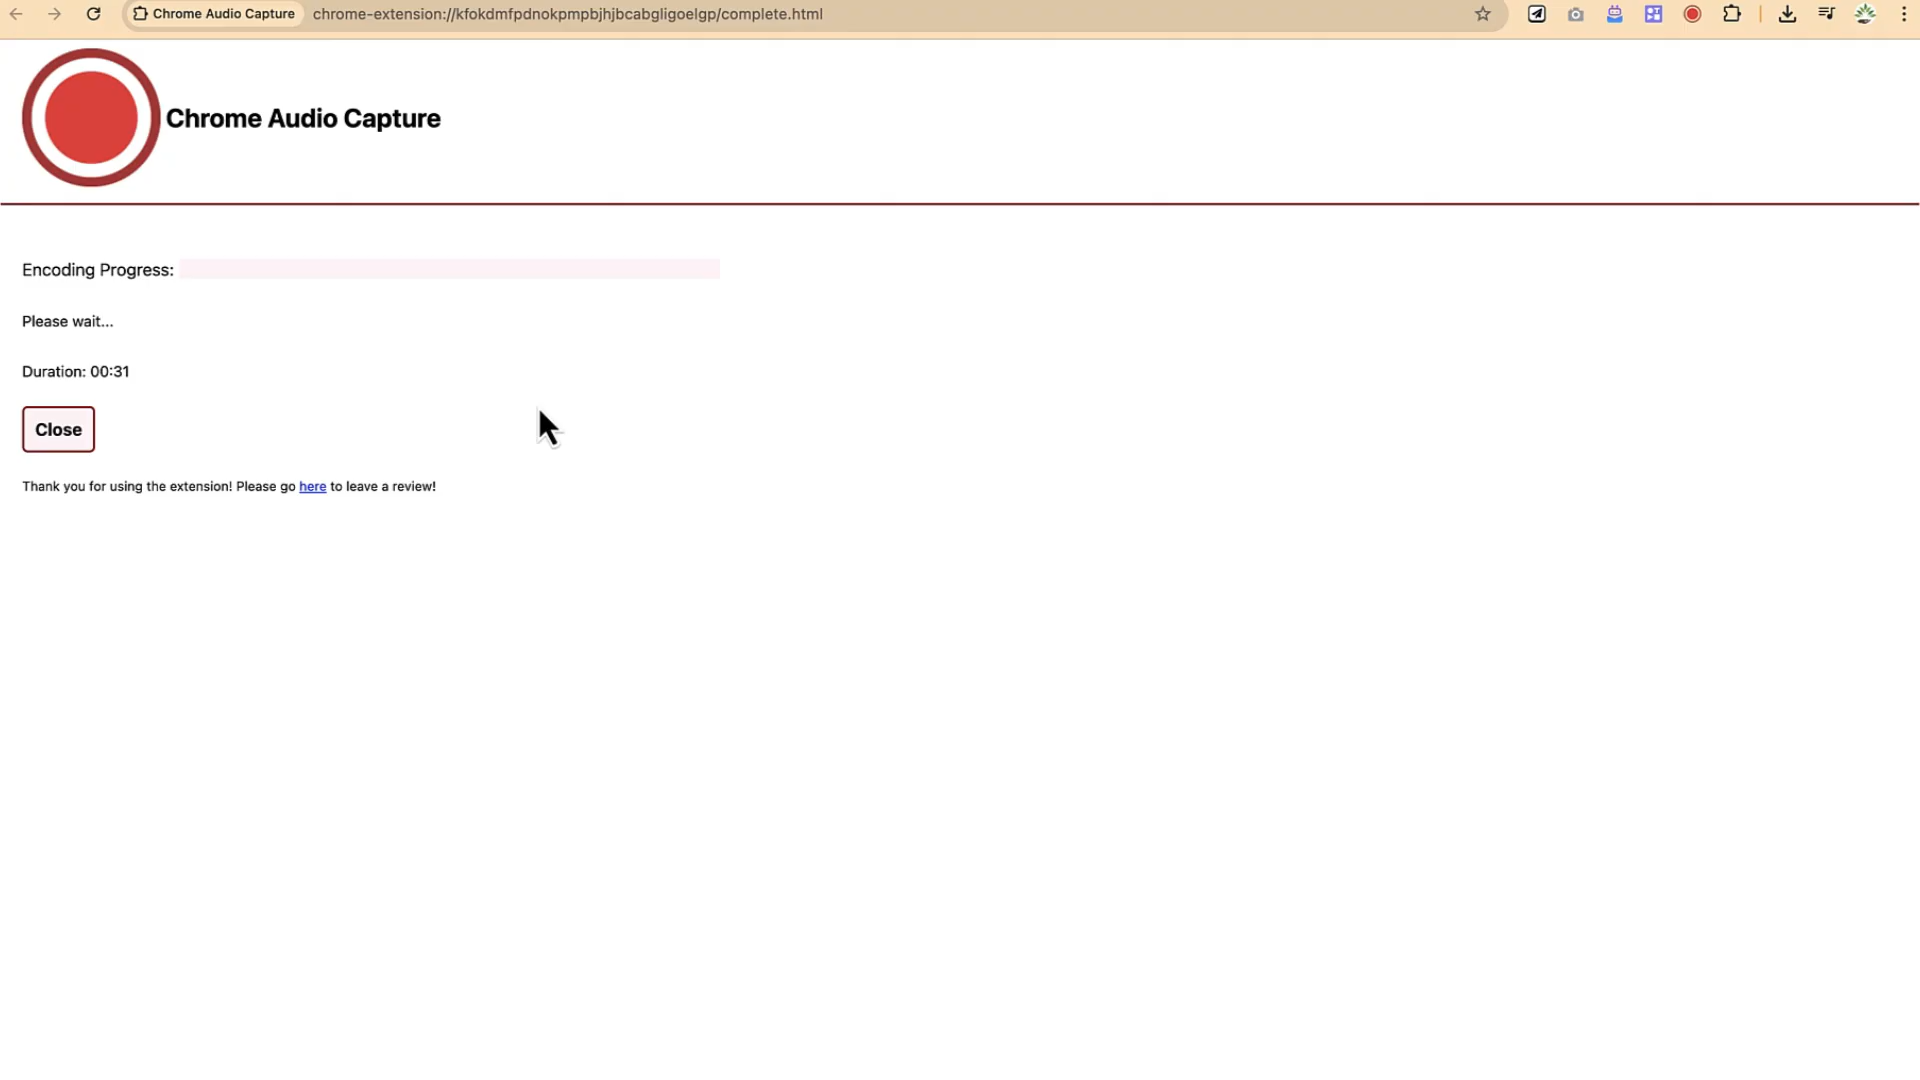 Chrome Audio Capture
chrome-extension://kfokdmfpdnokpmpbjhjbcabgligoelgp/complete.html
Chrome Audio Capture
Encoding Progress:
Please wait...
Duration: 00:31
Close
Thank you for using the extension! Please go here to leave a review!